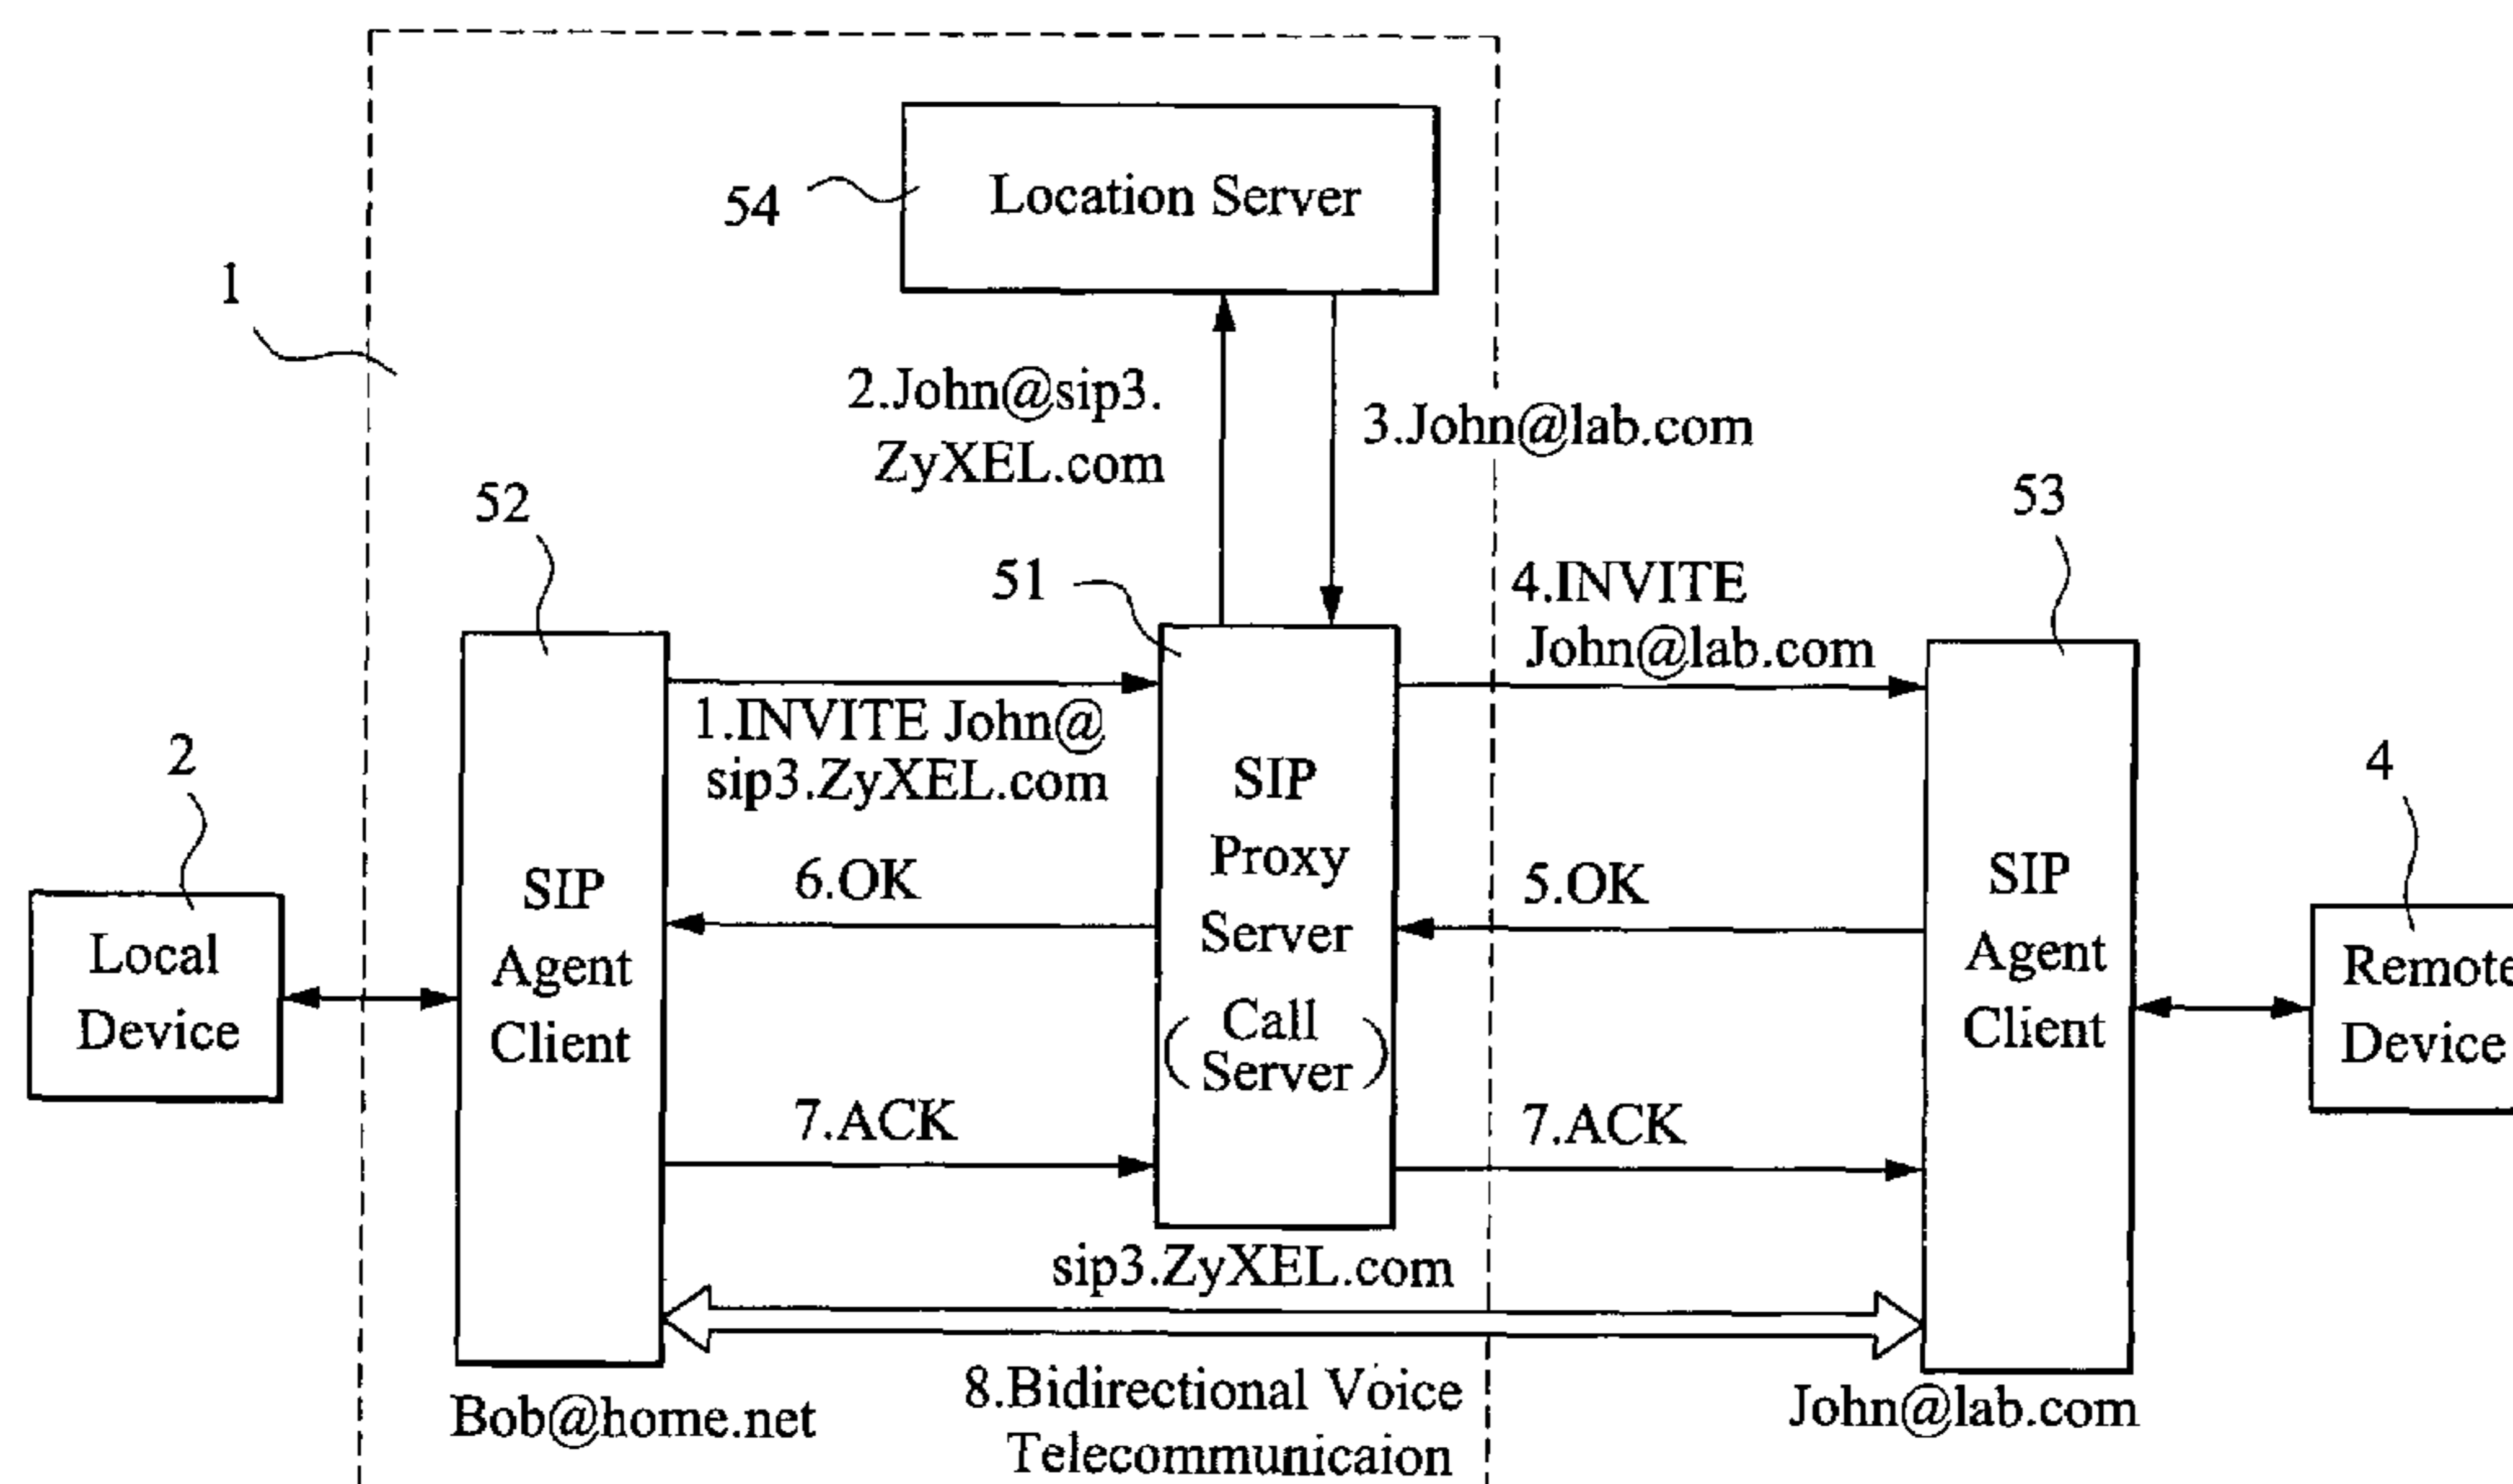 54
Location Server
1
2.John@sip3.
ZyXEL.com
3.John@lab.com
52
53
51
4.INVITE
John@lab.com
1.INVITE John@
sip3.ZyXEL.com
2
4
SIP
Proxy
Server
( Call
Server )
6.OK
5.OK
SIP
Agent
Client
SIP
Agent
Client
Local
Device
Remote
Device
7.ACK
7.ACK
sip3.ZyXEL.com
8.Bidirectional Voice
Telecommunicaion
Bob@home.net
John@lab.com